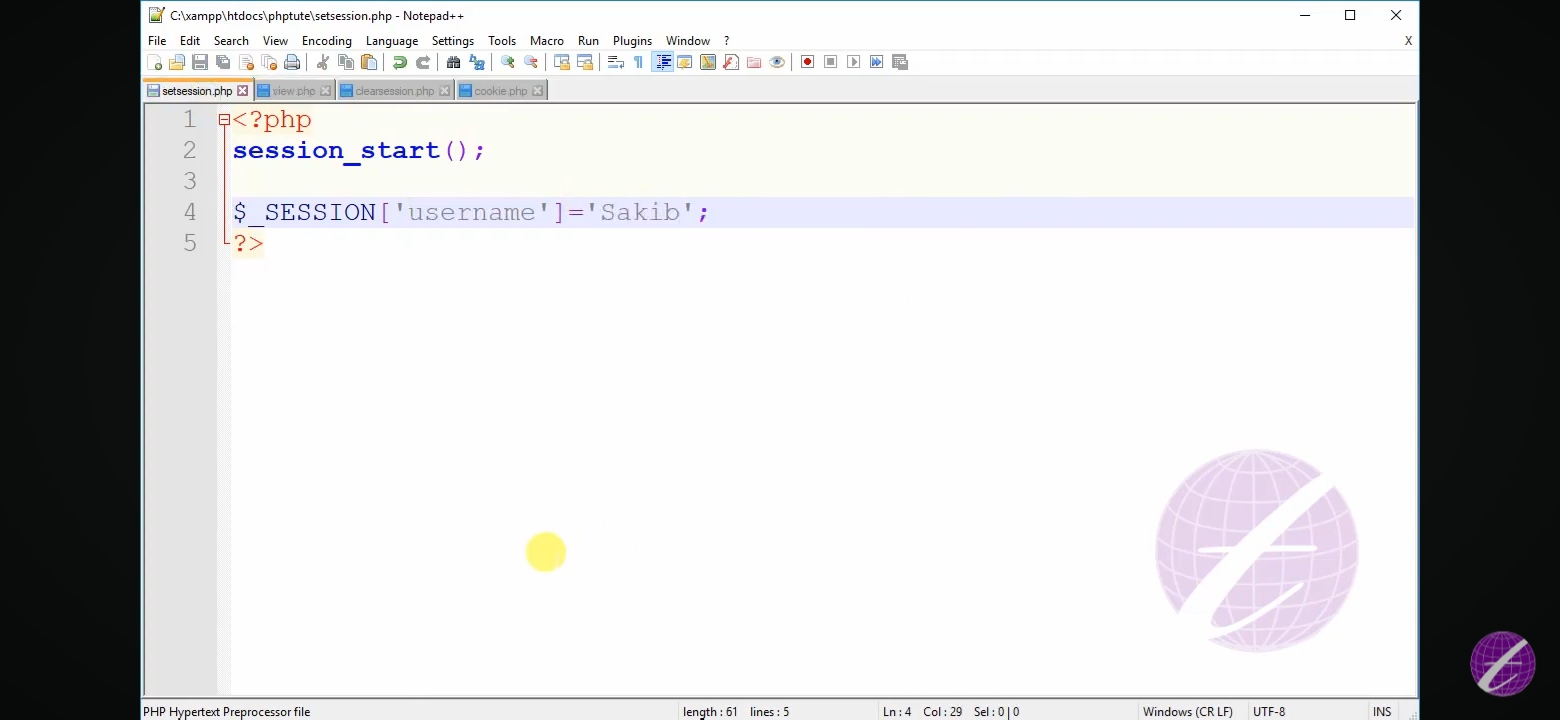 C:\xampp\htdocs\phptute\setsession.php - Notepad++
File Edit Search View Encoding Language Settings Tools Macro Run Plugins Window ?
X
setsession.php view.php clearsession.php cookie.php
1 <?php
2 session_start();
3
4 $_SESSION['username']='Sakib';
5 ?>
PHP Hypertext Preprocessor file length : 61 lines : 5 Ln : 4 Col : 29 Sel : 0 | 0 Windows (CR LF) UTF-8 INS